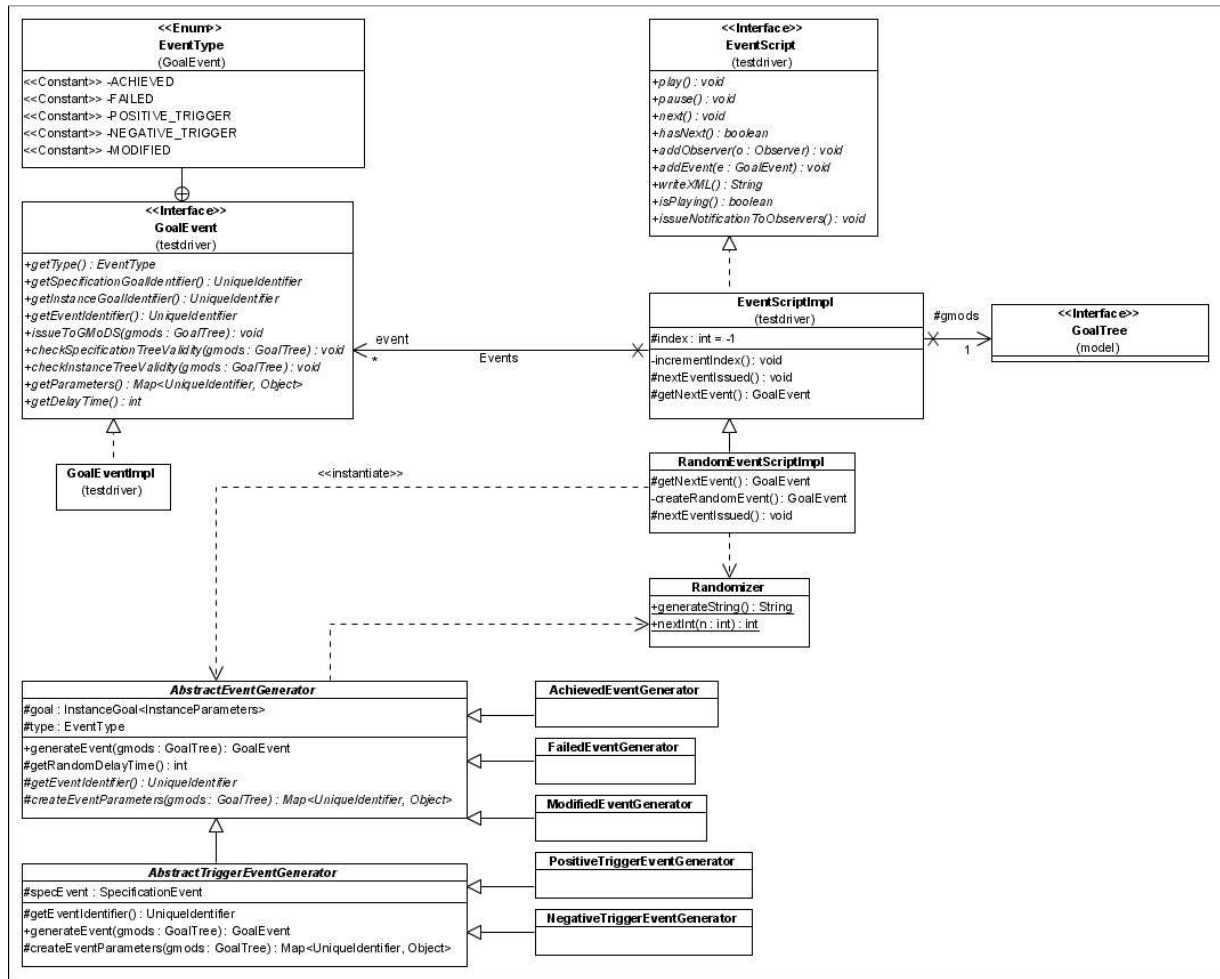 <<Enum>>
EventType
(GoalEvent)
<<Constant>> -ACHIEVED
<<Constant>> -FAILED
<<Constant>> -POSITIVE_TRIGGER
<<Constant>> -NEGATIVE_TRIGGER
<<Constant>> -MODIFIED
<<Interface>>
EventScript
(testdriver)
+play() : void
+pause() : void
+next() : void
+hasNext() : boolean
+addObserver(o : Observer) : void
+addEvent(e : GoalEvent) : void
+writeXML() : String
+isPlaying() : boolean
+issueNotificationToObservers() : void
<<Interface>>
GoalEvent
(testdriver)
+getType() : EventType
+getSpecificationGoalIdentifier() : UniqueIdentifier
+getInstanceGoalIdentifier() : UniqueIdentifier
+getEventIdentifier() : UniqueIdentifier
+issueToGMoDS(gmods : GoalTree) : void
+checkSpecificationTreeValidity(gmods : GoalTree) : void
+checkInstanceTreeValidity(gmods : GoalTree) : void
+getParameters() : Map<UniqueIdentifier, Object>
+getDelayTime() : int
event
*
Events
EventScriptImpl
(testdriver)
#index : int = -1
-incrementIndex() : void
#nextEventIssued() : void
#getNextEvent() : GoalEvent
#gmods
1
<<Interface>>
GoalTree
(model)
GoalEventImpl
(testdriver)
<<instantiate>>
RandomEventScriptImpl
#getNextEvent() : GoalEvent
-createRandomEvent() : GoalEvent
#nextEventIssued() : void
Randomizer
+generateString() : String
+nextInt(n : int) : int
AbstractEventGenerator
#goal : InstanceGoal<InstanceParameters>
#type : EventType
+generateEvent(gmods : GoalTree) : GoalEvent
#getRandomDelayTime() : int
#getEventIdentifier() : UniqueIdentifier
#createEventParameters(gmods : GoalTree) : Map<UniqueIdentifier, Object>
AchievedEventGenerator
FailedEventGenerator
ModifiedEventGenerator
AbstractTriggerEventGenerator
#specEvent : SpecificationEvent
#getEventIdentifier() : UniqueIdentifier
+generateEvent(gmods : GoalTree) : GoalEvent
#createEventParameters(gmods : GoalTree) : Map<UniqueIdentifier, Object>
PositiveTriggerEventGenerator
NegativeTriggerEventGenerator